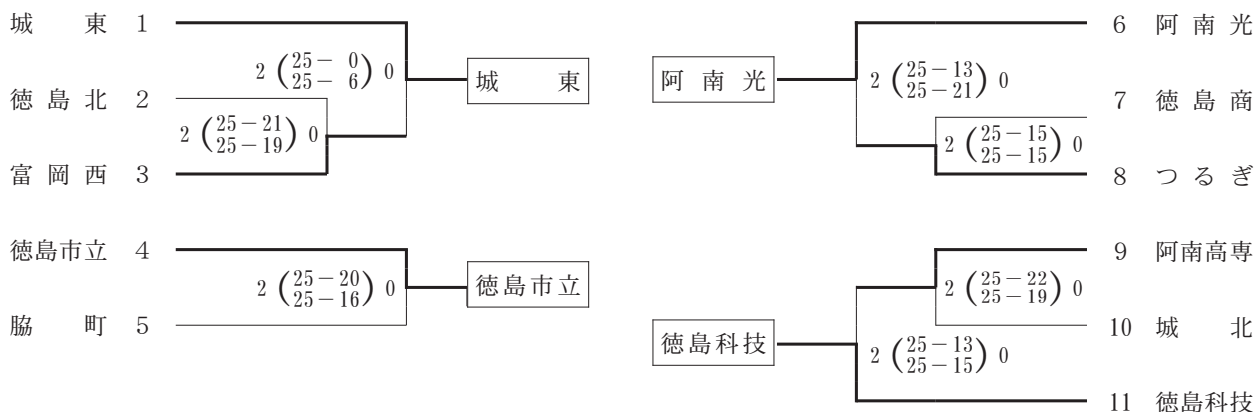 城東 1
2 (25－0 25－6) 0
城東
徳島北 2
2 (25－21 25－19) 0
富岡西 3
徳島市立 4
2 (25－20 25－16) 0
徳島市立
脇町 5
6 阿南光
阿南光
2 (25－13 25－21) 0
7 徳島商
2 (25－15 25－15) 0
8 つるぎ
9 阿南高専
2 (25－22 25－19) 0
10 城北
徳島科技
2 (25－13 25－15) 0
11 徳島科技